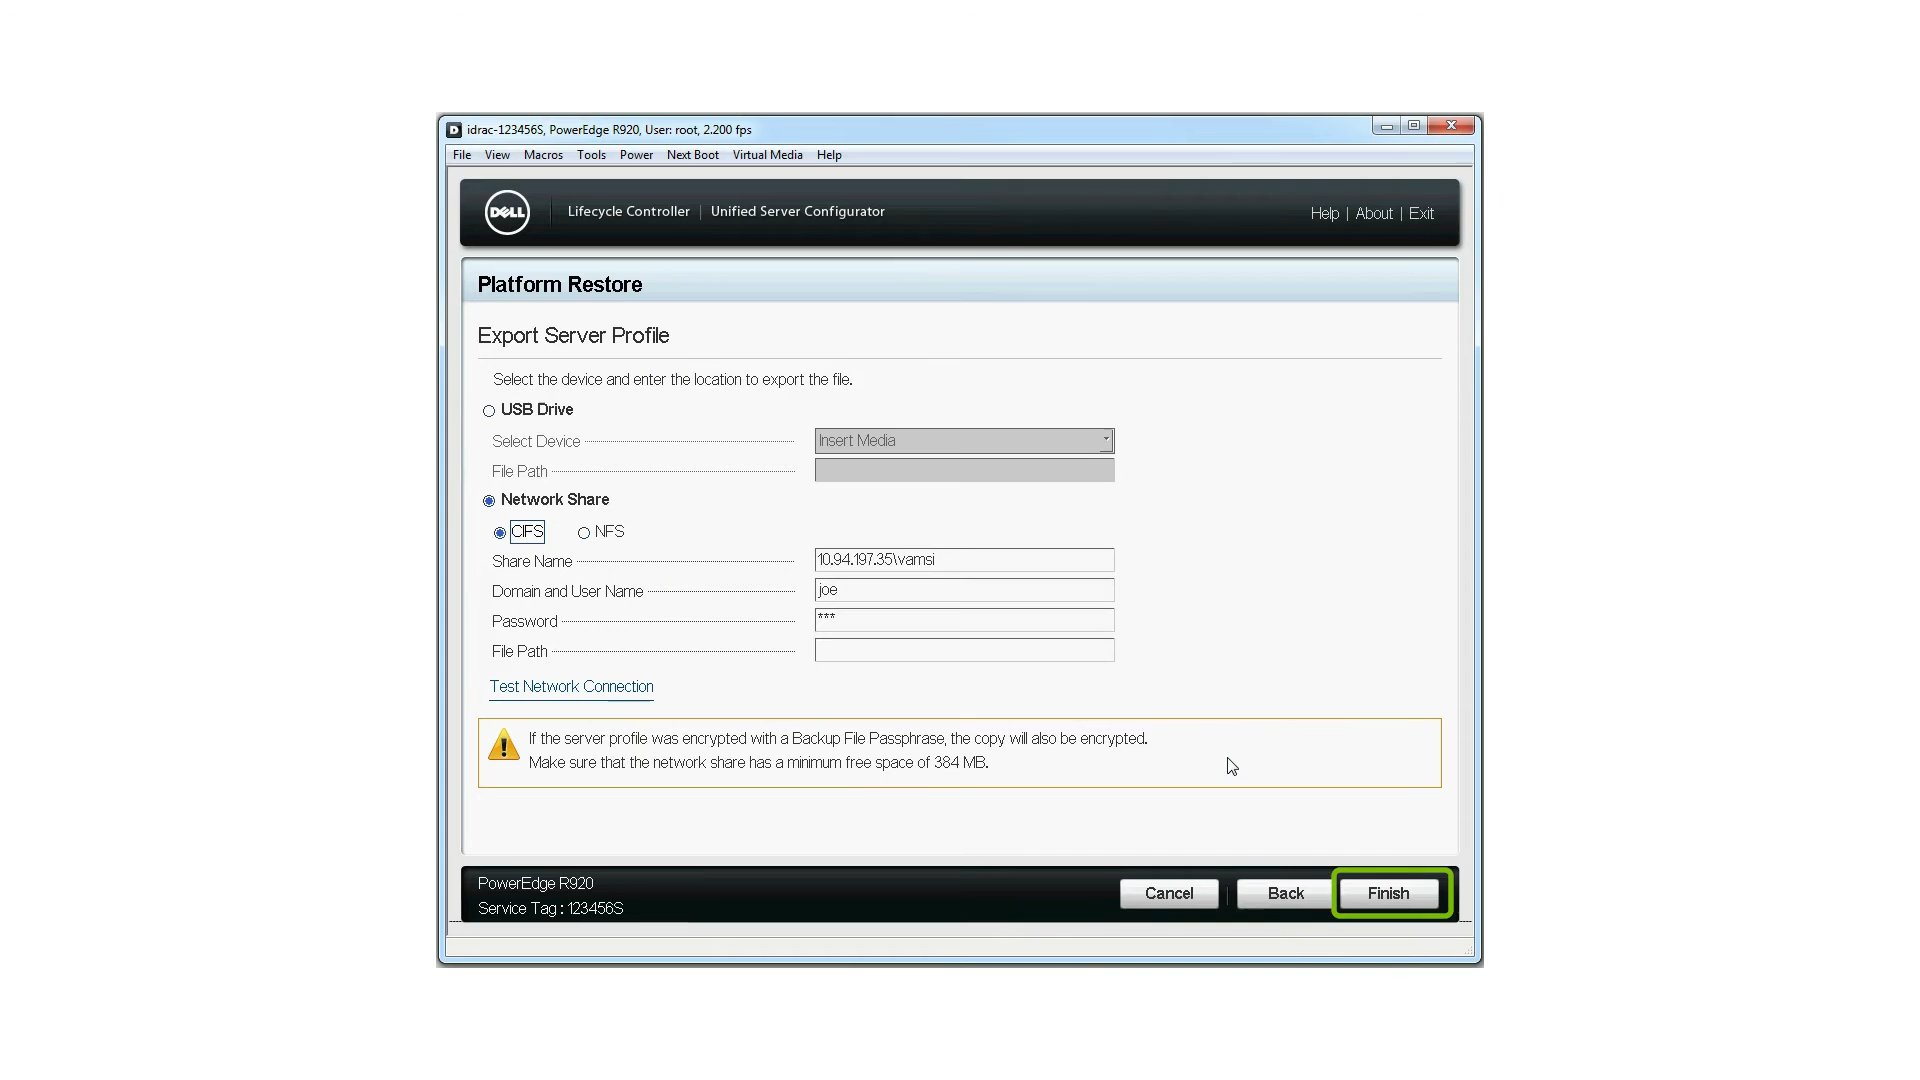 idrac-123456S, PowerEdge R920, User: root, 2.200 fps
File View Macros Tools Power Next Boot Virtual Media Help
DELL Lifecycle Controller | Unified Server Configurator Help | About | Exit
Platform Restore
Export Server Profile
Select the device and enter the location to export the file.
USB Drive
Select Device Insert Media
File Path
Network Share
CIFS NFS
Share Name 10.94.197.35\vamsi
Domain and User Name joe
Password ***
File Path
Test Network Connection
If the server profile was encrypted with a Backup File Passphrase, the copy will also be encrypted.
Make sure that the network share has a minimum free space of 384 MB.
PowerEdge R920
Service Tag : 123456S
Cancel Back Finish